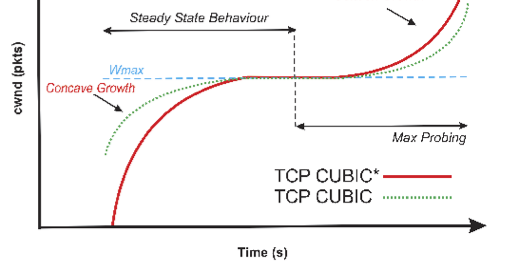 Steady State Behaviour
Wmax
Concave Growth
cwnd (pkts)
Max Probing
TCP CUBIC*
TCP CUBIC
Time (s)